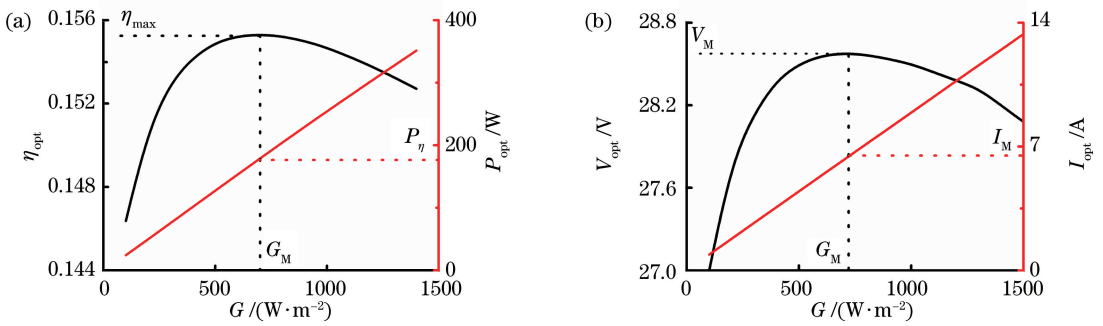 (a)
0.156
0.152
0.148
0.144
η_opt
η_max
400
200
0
P_opt /W
P_η
G_M
0
500
1000
1500
G /(W·m⁻²)
(b)
28.8
28.2
27.6
27.0
V_opt /V
V_M
14
7
0
I_opt /A
I_M
G_M
0
500
1000
1500
G /(W·m⁻²)